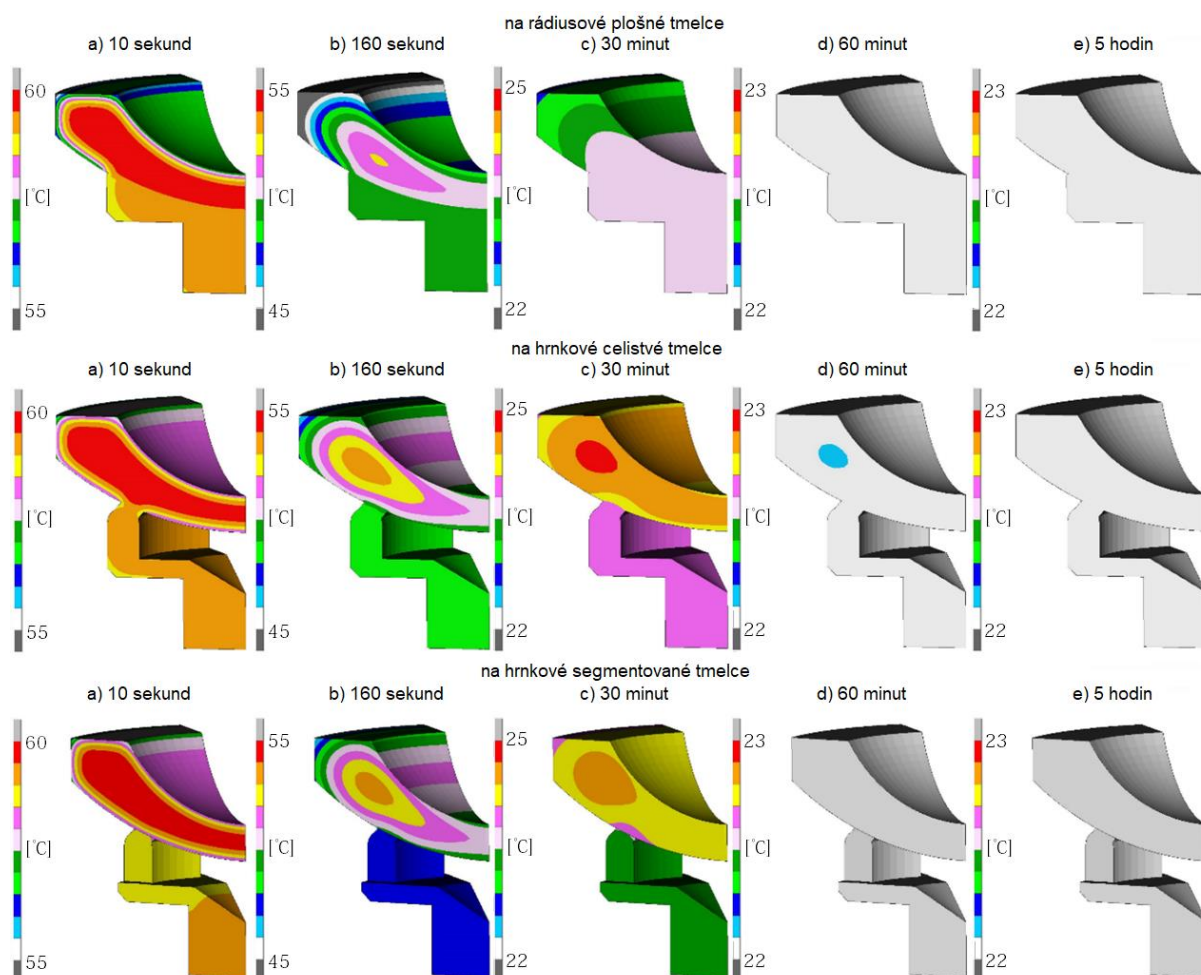 na rádiusové plošné tmelce
a) 10 sekund b) 160 sekund c) 30 minut d) 60 minut e) 5 hodin
60 55 25 23 23
[°C] [°C] [°C] [°C] [°C]
55 45 22 22 22
na hrnkové celistvé tmelce
a) 10 sekund b) 160 sekund c) 30 minut d) 60 minut e) 5 hodin
60 55 25 23 23
[°C] [°C] [°C] [°C] [°C]
55 45 22 22 22
na hrnkové segmentované tmelce
a) 10 sekund b) 160 sekund c) 30 minut d) 60 minut e) 5 hodin
60 55 25 23 23
[°C] [°C] [°C] [°C] [°C]
55 45 22 22 22